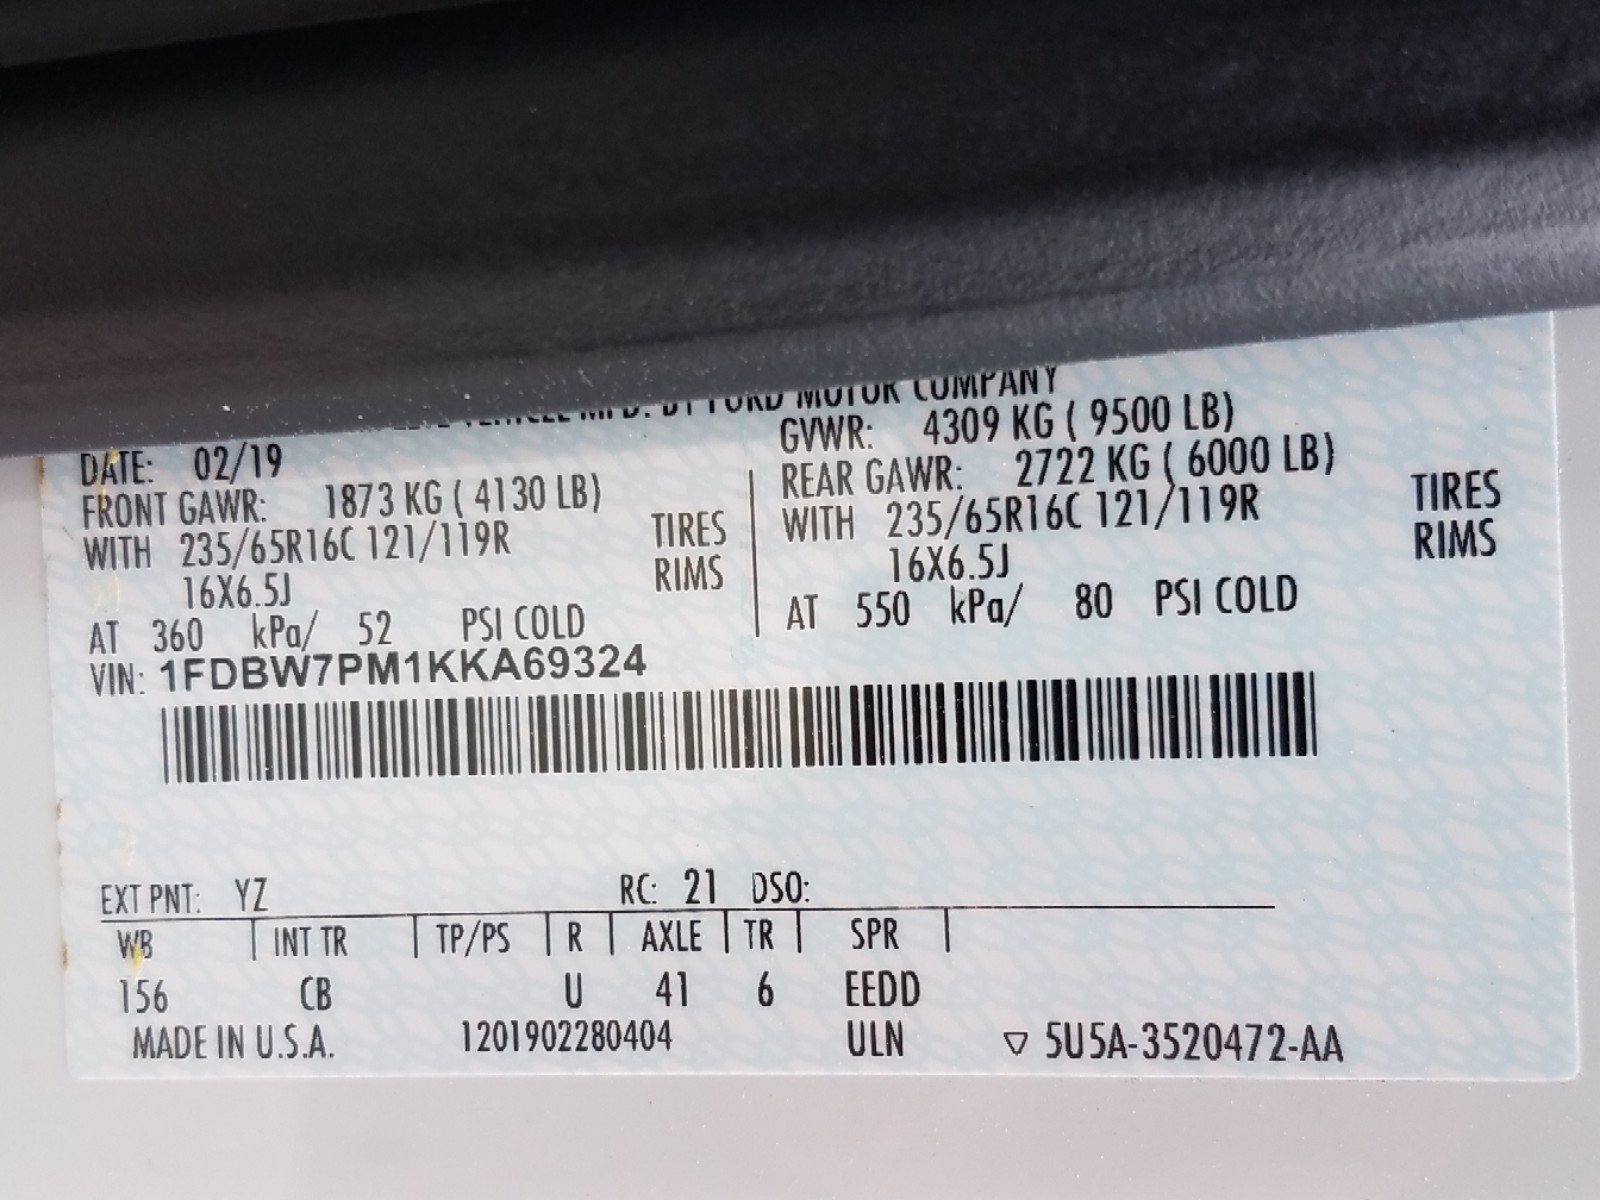 VEHICLE MFD. BY FORD MOTOR COMPANY
DATE: 02/19 GVWR: 4309 KG ( 9500 LB)
FRONT GAWR: 1873 KG ( 4130 LB) REAR GAWR: 2722 KG ( 6000 LB)
WITH 235/65R16C 121/119R TIRES WITH 235/65R16C 121/119R TIRES
16X6.5J RIMS 16X6.5J RIMS
AT 360 kPa/ 52 PSI COLD AT 550 kPa/ 80 PSI COLD
VIN: 1FDBW7PM1KKA69324
EXT PNT: YZ RC: 21 DSO:
WB INT TR TP/PS R AXLE TR SPR
156 CB U 41 6 EEDD
MADE IN U.S.A. 1201902280404 ULN ▽ 5U5A-3520472-AA